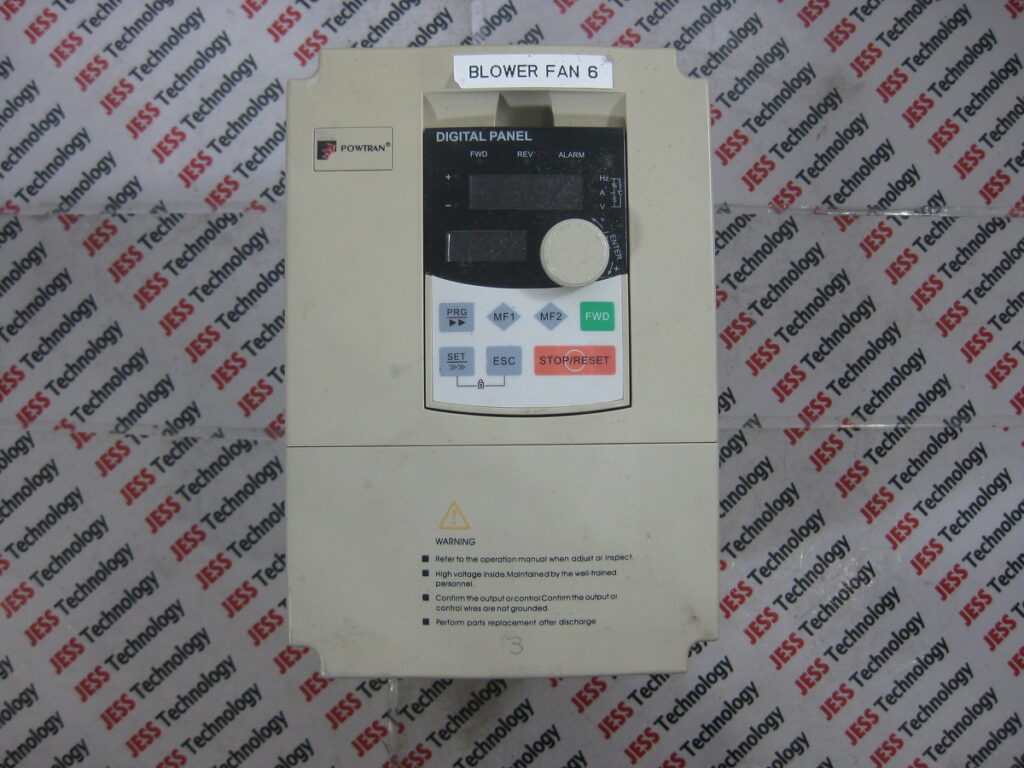 BLOWER FAN 6
POWTRAN®
DIGITAL PANEL
FWD REV ALARM
+
Hz
A
−
V
ENTER
+
PRG MF1 MF2 FWD
SET ESC STOP/RESET
WARNING
Refer to the operation manual when adjust or inspect.
High voltage inside.Maintained by the well-trained
personnel.
Confirm the output or control Confirm the output or
control wires are not grounded.
Perform parts replacement after discharge
3
JESS Technology